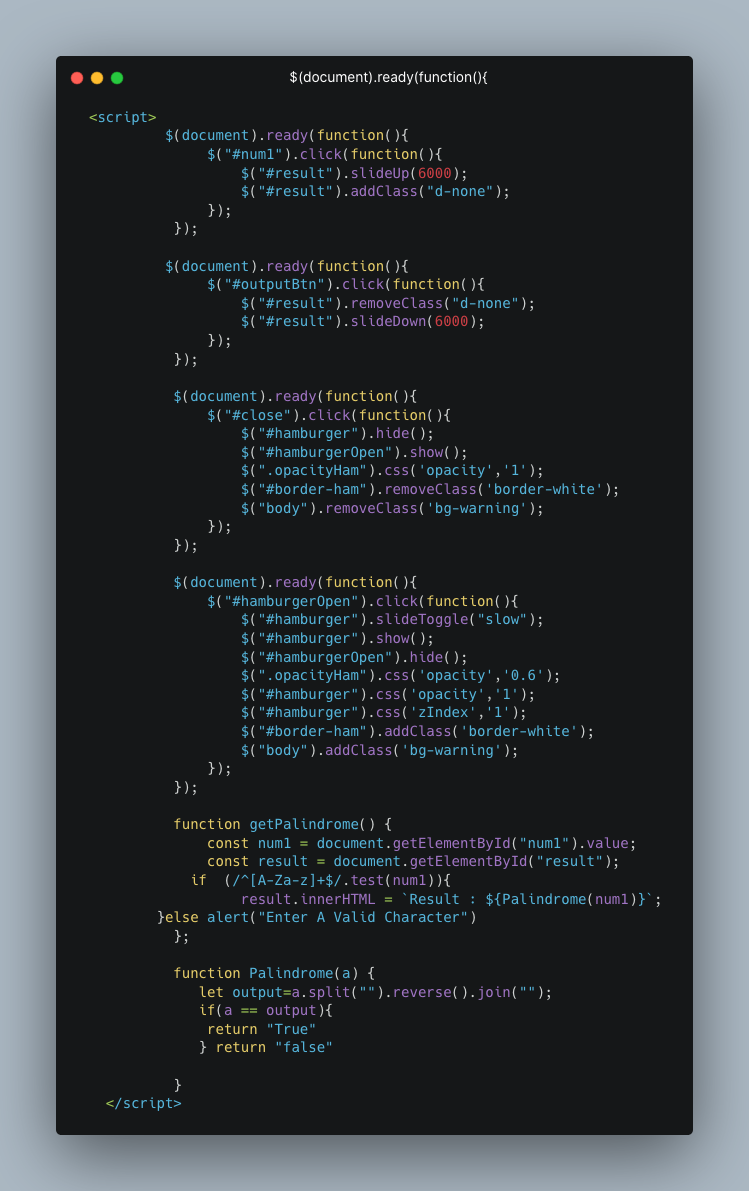 $(document).ready(function(){
<script>
$(document).ready(function(){
$("#num1").click(function(){
$("#result").slideUp(6000);
$("#result").addClass("d-none");
});
});
$(document).ready(function(){
$("#outputBtn").click(function(){
$("#result").removeClass("d-none");
$("#result").slideDown(6000);
});
});
$(document).ready(function(){
$("#close").click(function(){
$("#hamburger").hide();
$("#hamburgerOpen").show();
$(".opacityHam").css('opacity','1');
$("#border-ham").removeClass('border-white');
$("body").removeClass('bg-warning');
});
});
$(document).ready(function(){
$("#hamburgerOpen").click(function(){
$("#hamburger").slideToggle("slow");
$("#hamburger").show();
$("#hamburgerOpen").hide();
$(".opacityHam").css('opacity','0.6');
$("#hamburger").css('opacity','1');
$("#hamburger").css('zIndex','1');
$("#border-ham").addClass('border-white');
$("body").addClass('bg-warning');
});
});
function getPalindrome() {
const num1 = document.getElementById("num1").value;
const result = document.getElementById("result");
if  (/^[A-Za-z]+$/.test(num1)){
result.innerHTML = `Result : ${Palindrome(num1)}`;
}else alert("Enter A Valid Character")
};
function Palindrome(a) {
let output=a.split("").reverse().join("");
if(a == output){
return "True"
} return "false"
}
</script>